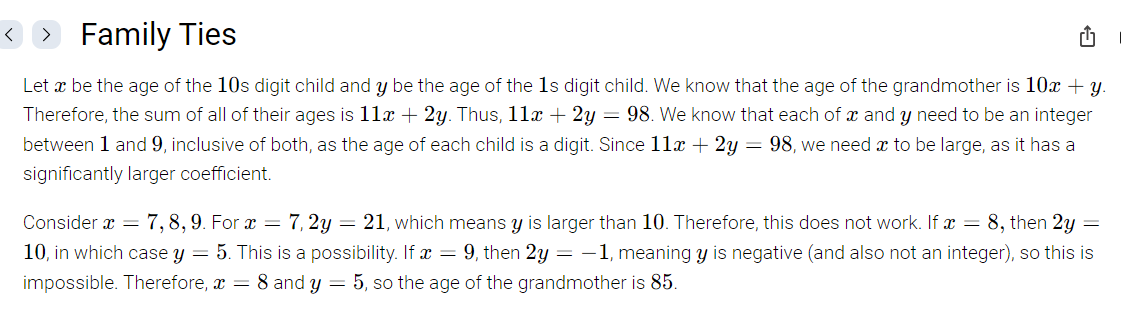 Family Ties
Let x be the age of the 10s digit child and y be the age of the 1s digit child. We know that the age of the grandmother is 10x + y.
Therefore, the sum of all of their ages is 11x + 2y. Thus, 11x + 2y = 98. We know that each of x and y need to be an integer
between 1 and 9, inclusive of both, as the age of each child is a digit. Since 11x + 2y = 98, we need x to be large, as it has a
significantly larger coefficient.
Consider x = 7, 8, 9. For x = 7, 2y = 21, which means y is larger than 10. Therefore, this does not work. If x = 8, then 2y =
10, in which case y = 5. This is a possibility. If x = 9, then 2y = −1, meaning y is negative (and also not an integer), so this is
impossible. Therefore, x = 8 and y = 5, so the age of the grandmother is 85.